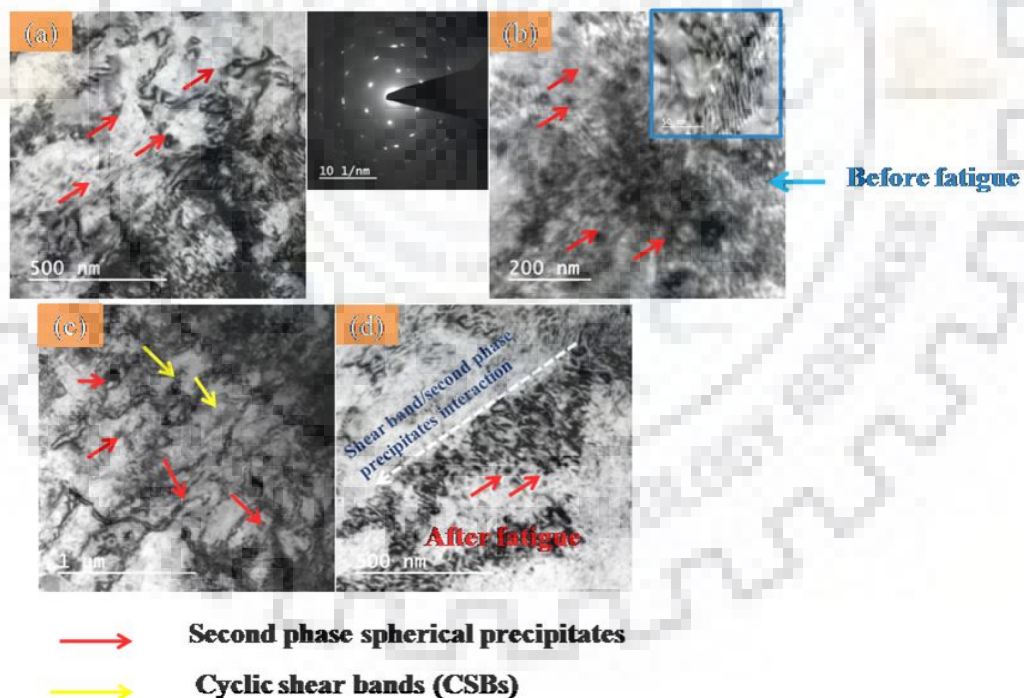 (a)
10 1/nm
(b)
500 nm
200 nm
Before fatigue
(c)
(d)
Shear band/second phase
precipitates interaction
After fatigue
1 μm
500 nm
Second phase spherical precipitates
Cyclic shear bands (CSBs)